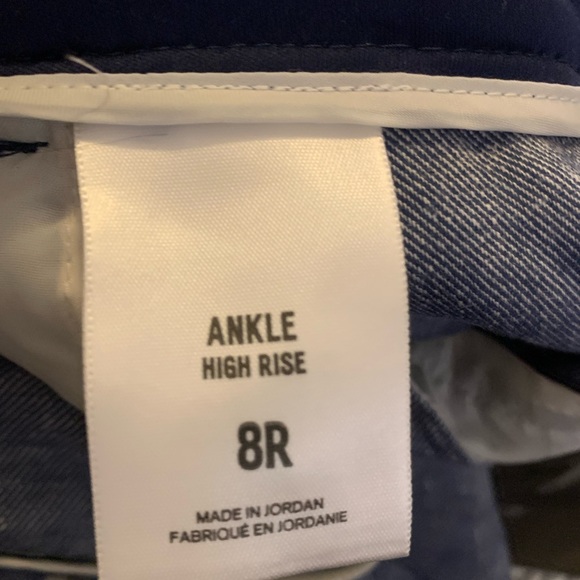 ANKLE
HIGH RISE
8R
MADE IN JORDAN
FABRIQUÉ EN JORDANIE